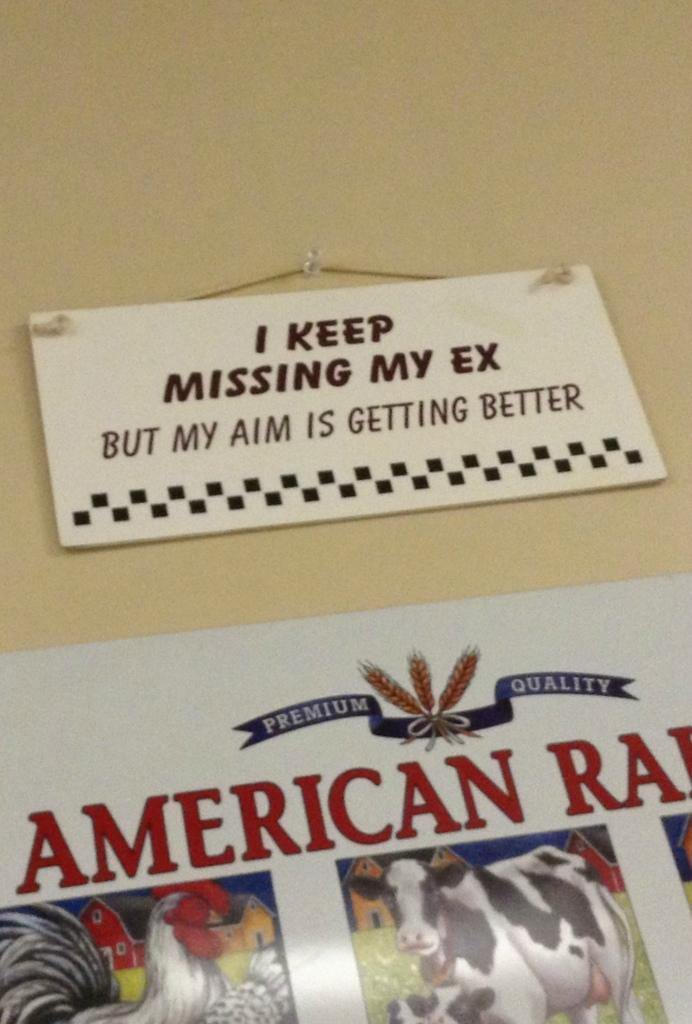 I KEEP
MISSING MY EX
BUT MY AIM IS GETTING BETTER
PREMIUM QUALITY
AMERICAN